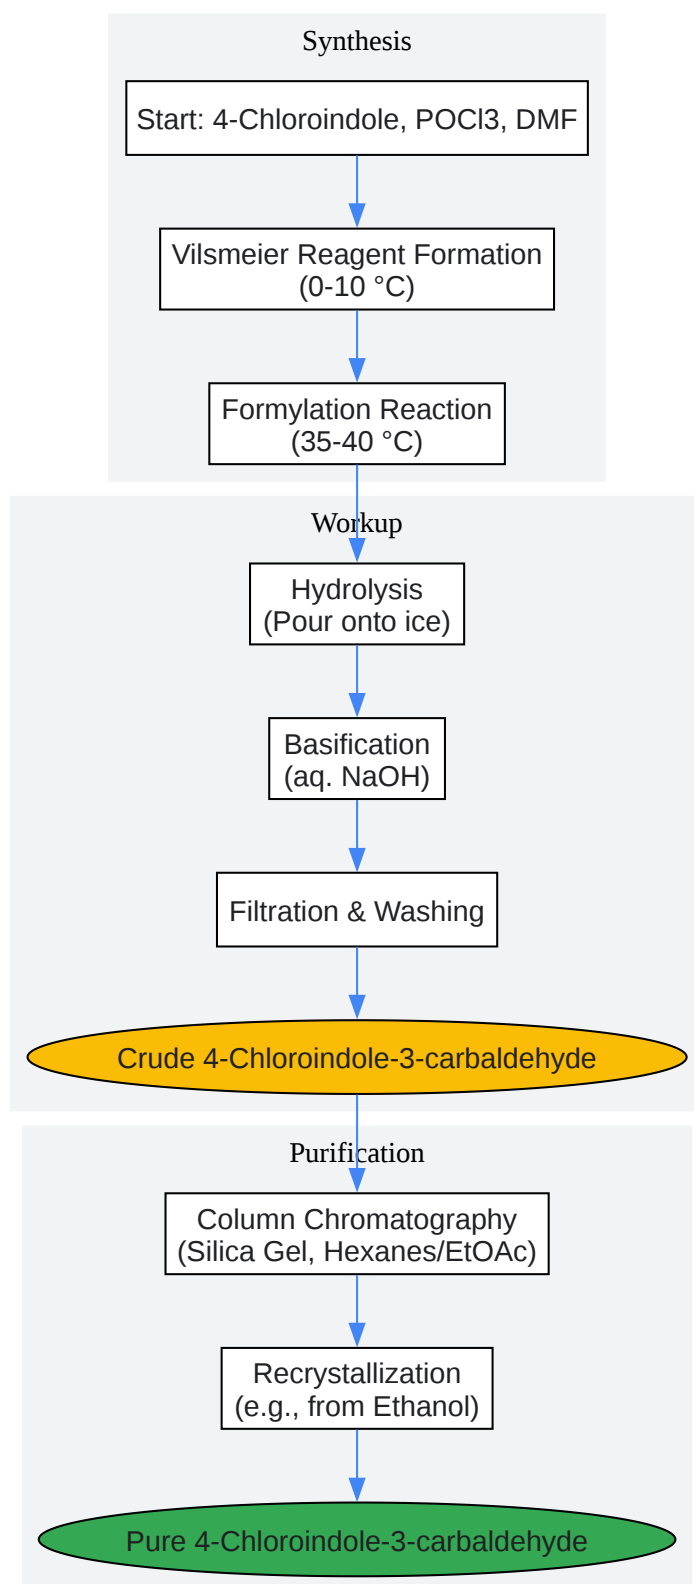 Synthesis
Start: 4-Chloroindole, POCl3, DMF
Vilsmeier Reagent Formation
(0-10 °C)
Formylation Reaction
(35-40 °C)
Workup
Hydrolysis
(Pour onto ice)
Basification
(aq. NaOH)
Filtration & Washing
Crude 4-Chloroindole-3-carbaldehyde
Purification
Column Chromatography
(Silica Gel, Hexanes/EtOAc)
Recrystallization
(e.g., from Ethanol)
Pure 4-Chloroindole-3-carbaldehyde